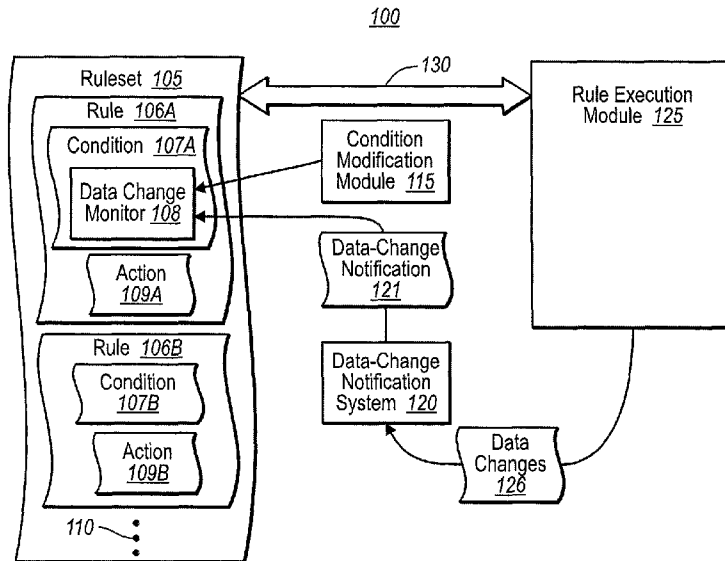 100
130
Ruleset 105
Rule 106A
Condition 107A
Data Change
Monitor 108
Action
109A
Rule 106B
Condition
107B
Action
109B
110
Condition
Modification
Module 115
Data-Change
Notification
121
Data-Change
Notification
System 120
Data
Changes
126
Rule Execution
Module 125